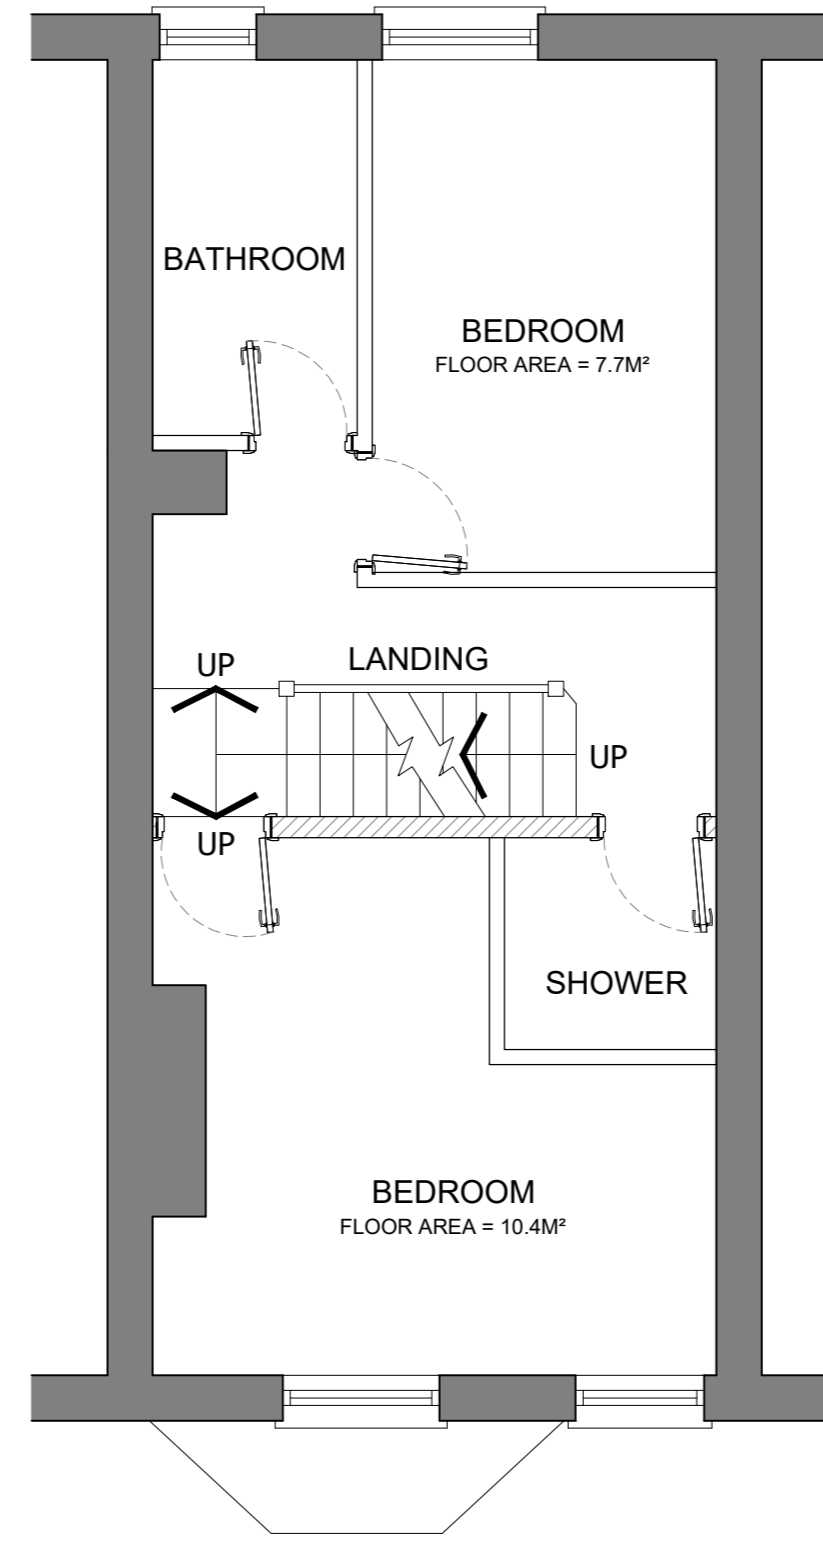 BATHROOM
BEDROOM
FLOOR AREA = 7.7M²
UP
LANDING
UP
UP
SHOWER
BEDROOM
FLOOR AREA = 10.4M²